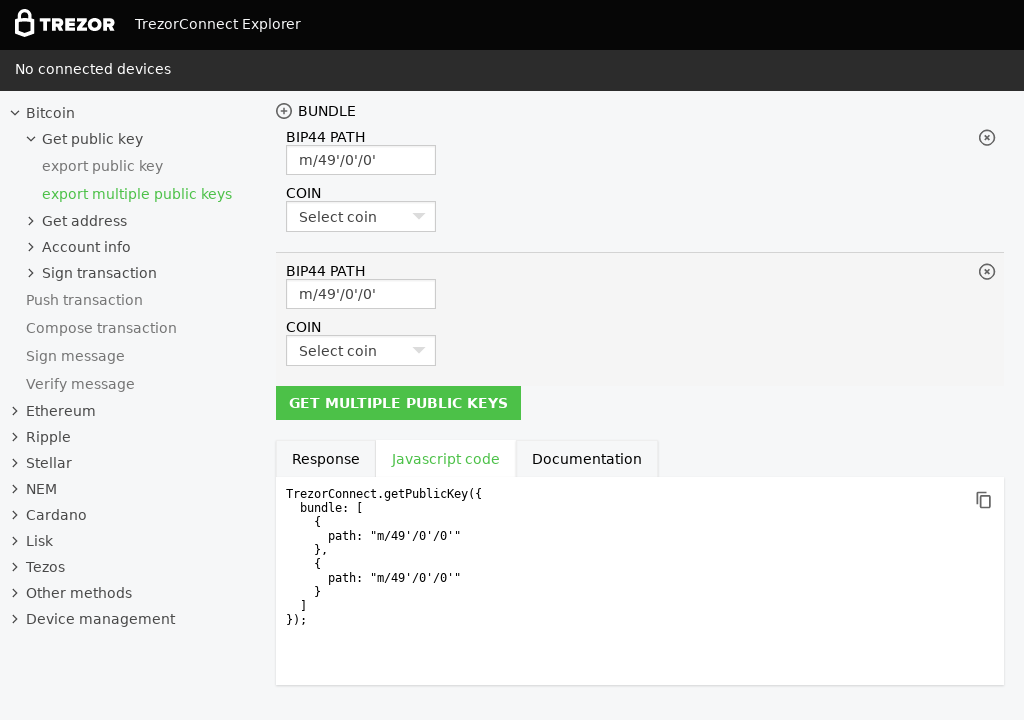 TREZOR TrezorConnect Explorer
No connected devices
Bitcoin
Get public key
export public key
export multiple public keys
Get address
Account info
Sign transaction
Push transaction
Compose transaction
Sign message
Verify message
Ethereum
Ripple
Stellar
NEM
Cardano
Lisk
Tezos
Other methods
Device management
BUNDLE
BIP44 PATH
m/49'/0'/0'
COIN
Select coin
BIP44 PATH
m/49'/0'/0'
COIN
Select coin
GET MULTIPLE PUBLIC KEYS
Response Javascript code Documentation
TrezorConnect.getPublicKey({
  bundle: [
    {
      path: "m/49'/0'/0'"
    },
    {
      path: "m/49'/0'/0'"
    }
  ]
});